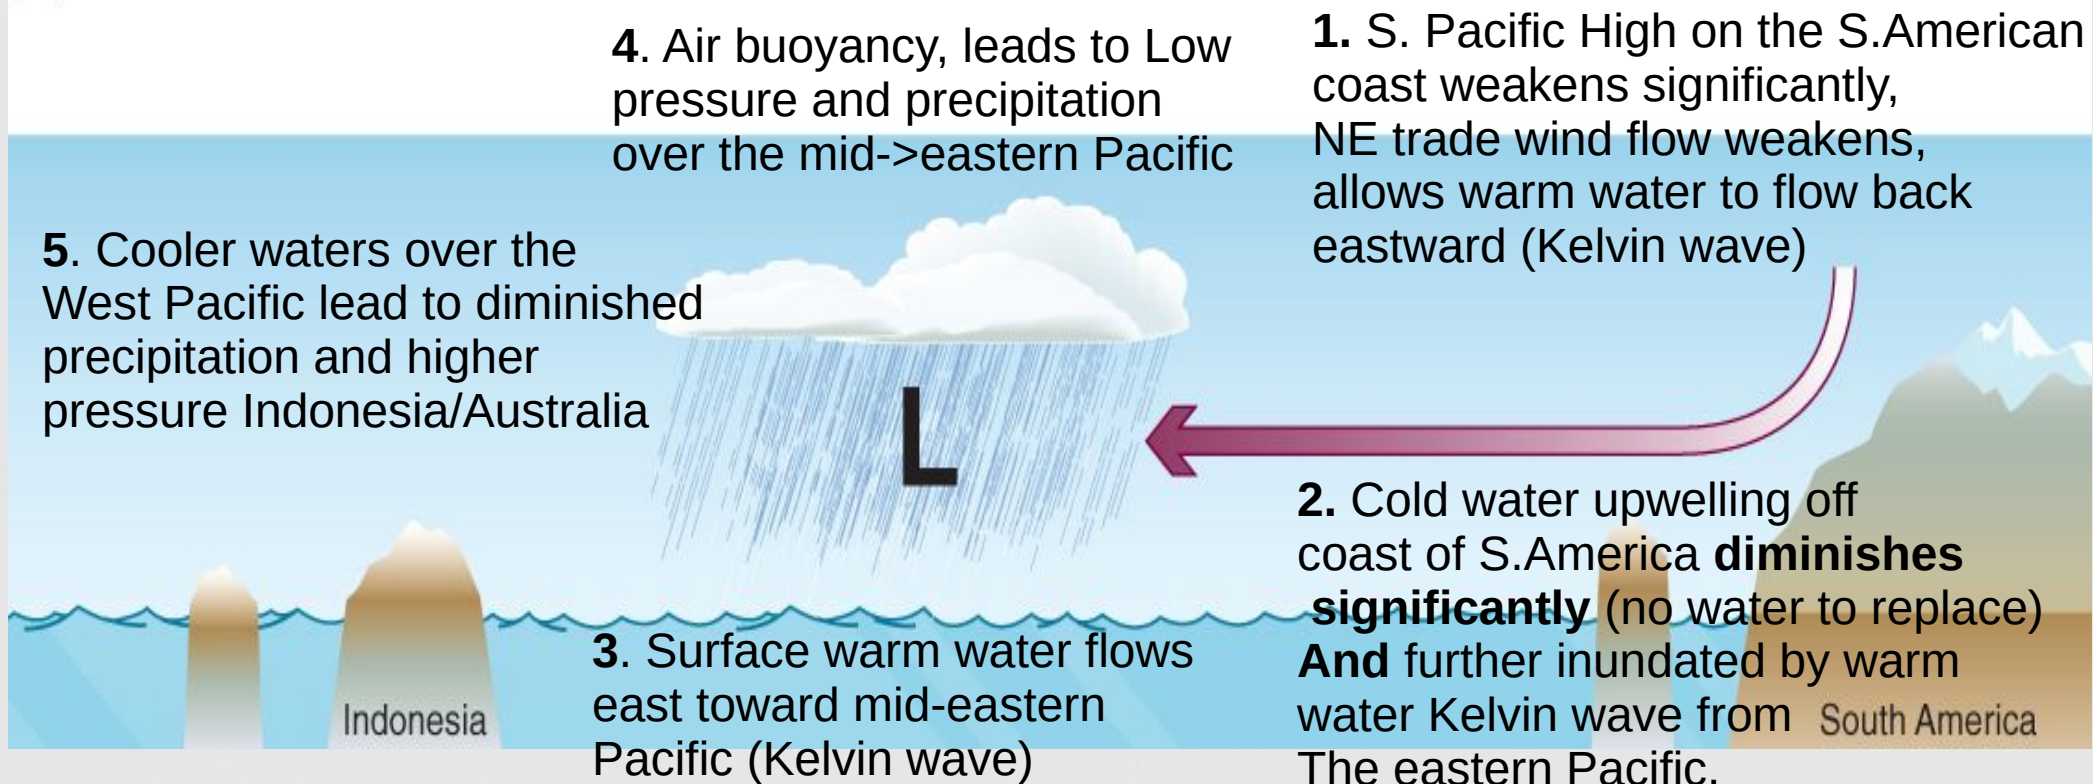 4. Air buoyancy, leads to Low
pressure and precipitation
over the mid->eastern Pacific
1. S. Pacific High on the S.American
coast weakens significantly,
NE trade wind flow weakens,
allows warm water to flow back
eastward (Kelvin wave)
5. Cooler waters over the
West Pacific lead to diminished
precipitation and higher
pressure Indonesia/Australia
L
2. Cold water upwelling off
coast of S.America diminishes
significantly (no water to replace)
And further inundated by warm
water Kelvin wave from
The eastern Pacific.
3. Surface warm water flows
east toward mid-eastern
Pacific (Kelvin wave)
Indonesia
South America